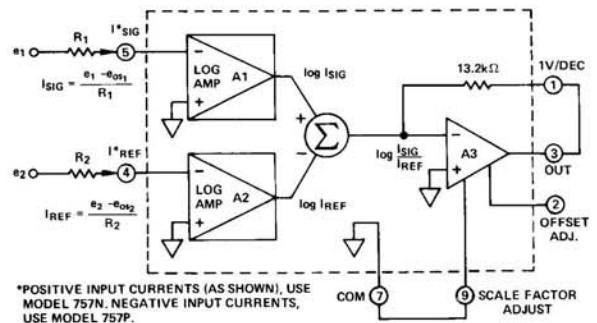 e1
R1
I*SIG
5
ISIG = e1 – eos1 / R1
LOG AMP
A1
–
+
log ISIG
e2
R2
I*REF
4
IREF = e2 – eos2 / R2
LOG AMP
A2
–
+
log IREF
+
–
Σ
log ISIG / IREF
13.2kΩ
1V/DEC
1
A3
–
+
3
OUT
2
OFFSET ADJ.
COM
7
9
SCALE FACTOR ADJUST
*POSITIVE INPUT CURRENTS (AS SHOWN), USE
MODEL 757N. NEGATIVE INPUT CURRENTS,
USE MODEL 757P.